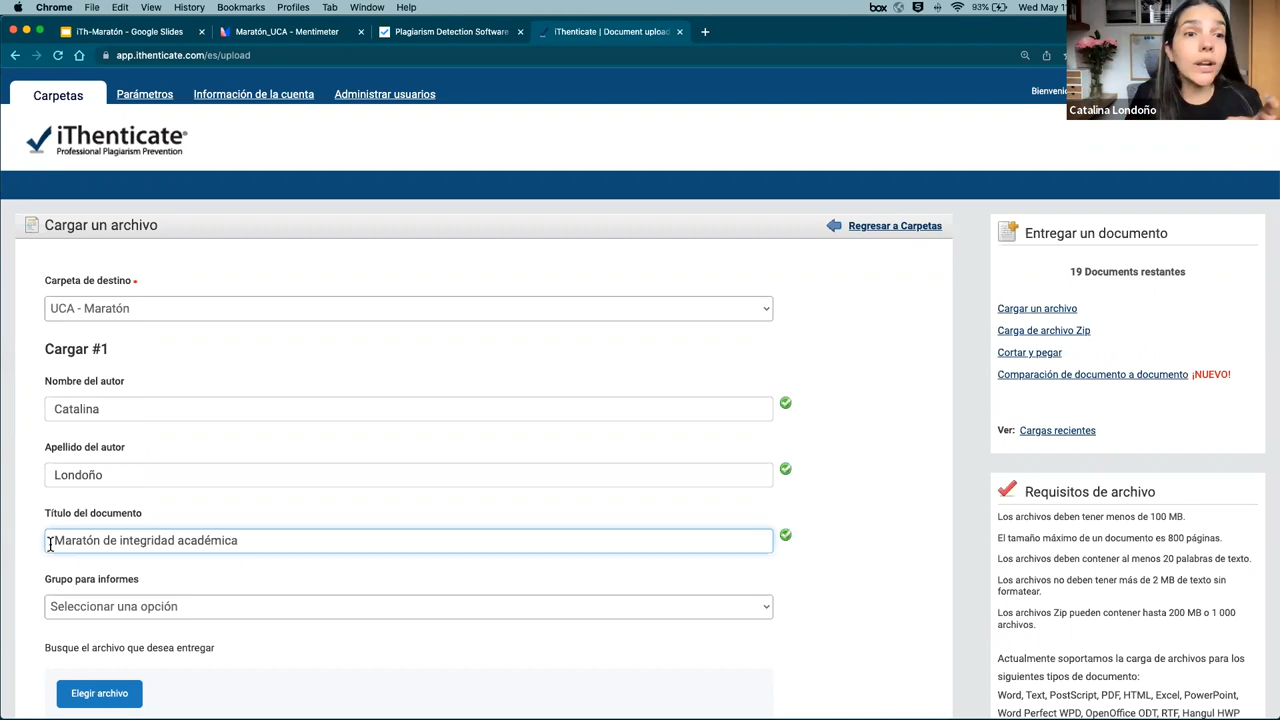 Chrome File Edit View History Bookmarks Profiles Tab Window Help
box 93% Wed May 1
iTh-Maratón - Google Slides
Maratón_UCA - Mentimeter
Plagiarism Detection Software
iThenticate | Document upload
app.ithenticate.com/es/upload
Carpetas Parámetros Información de la cuenta Administrar usuarios
Catalina Londoño
iThenticate®
Professional Plagiarism Prevention
Cargar un archivo
Regresar a Carpetas
Carpeta de destino
UCA - Maratón
Cargar #1
Nombre del autor
Catalina
Apellido del autor
Londoño
Título del documento
Maratón de integridad académica
Grupo para informes
Seleccionar una opción
Busque el archivo que desea entregar
Elegir archivo
Entregar un documento
19 Documents restantes
Cargar un archivo
Carga de archivo Zip
Cortar y pegar
Comparación de documento a documento ¡NUEVO!
Ver: Cargas recientes
Requisitos de archivo
Los archivos deben tener menos de 100 MB.
El tamaño máximo de un documento es 800 páginas.
Los archivos deben contener al menos 20 palabras de texto.
Los archivos no deben tener más de 2 MB de texto sin
formatear.
Los archivos Zip pueden contener hasta 200 MB o 1 000
archivos.
Actualmente soportamos la carga de archivos para los
siguientes tipos de documento:
Word, Text, PostScript, PDF, HTML, Excel, PowerPoint,
Word Perfect WPD, OpenOffice ODT, RTF, Hangul HWP